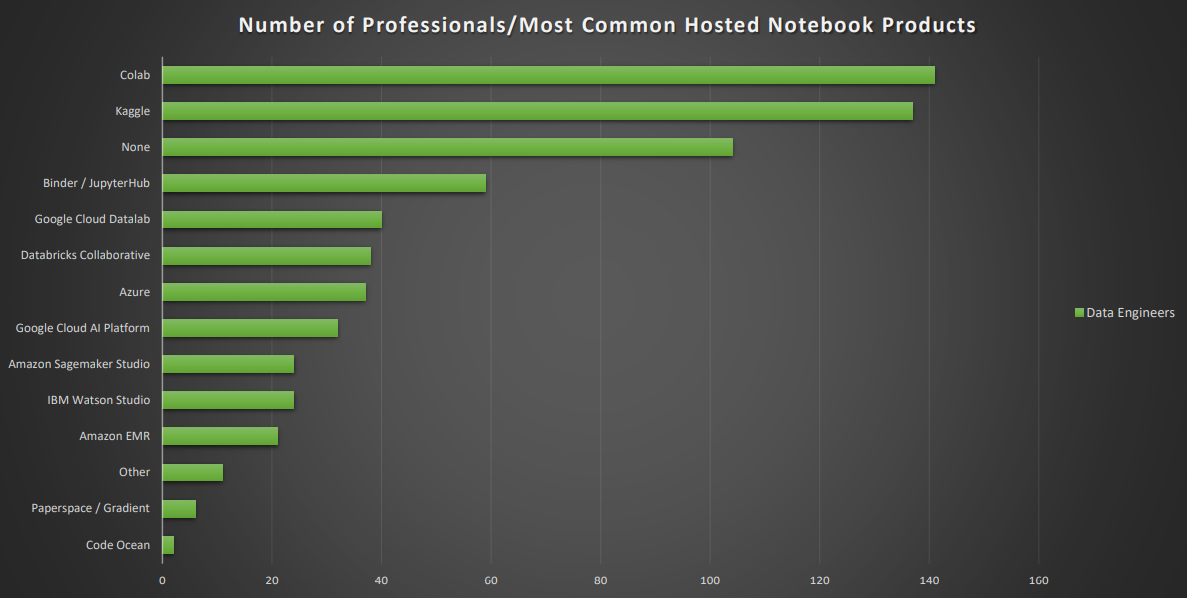 Number of Professionals/Most Common Hosted Notebook Products
Colab
Kaggle
None
Binder / JupyterHub
Google Cloud Datalab
Databricks Collaborative
Azure
Google Cloud AI Platform
Amazon Sagemaker Studio
IBM Watson Studio
Amazon EMR
Other
Paperspace / Gradient
Code Ocean
0 20 40 60 80 100 120 140 160
Data Engineers